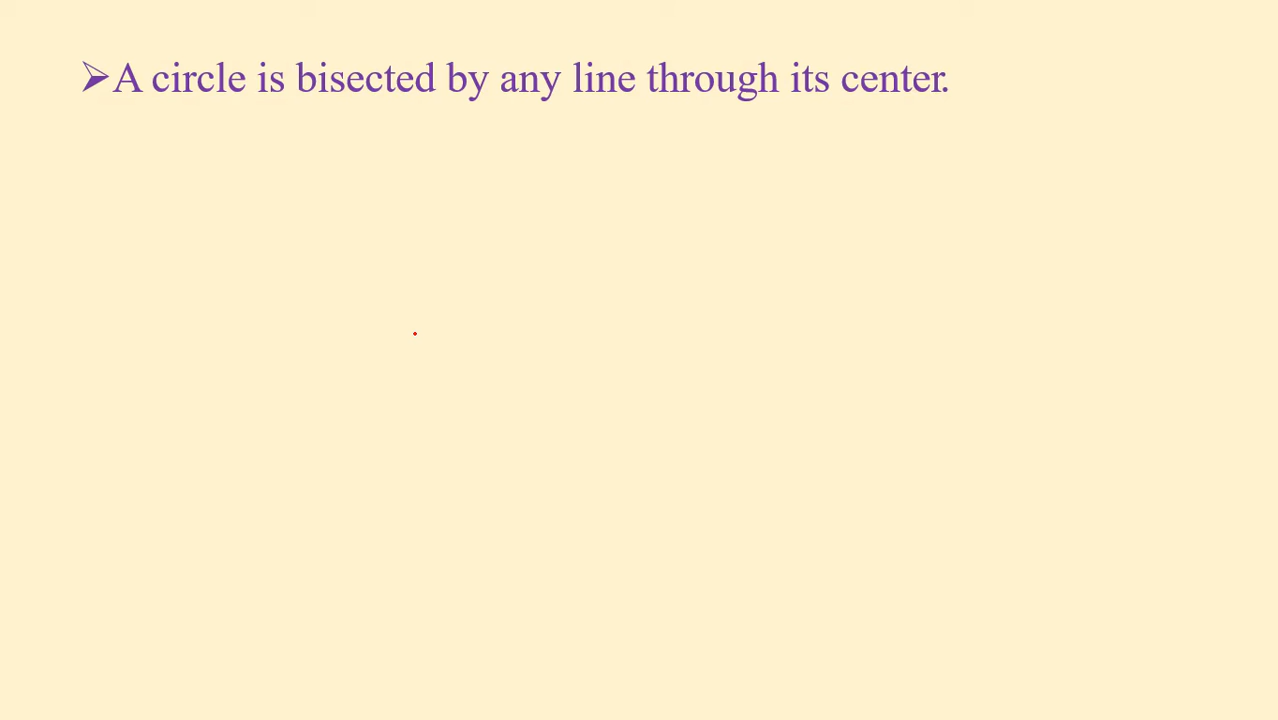 ➢A circle is bisected by any line through its center.